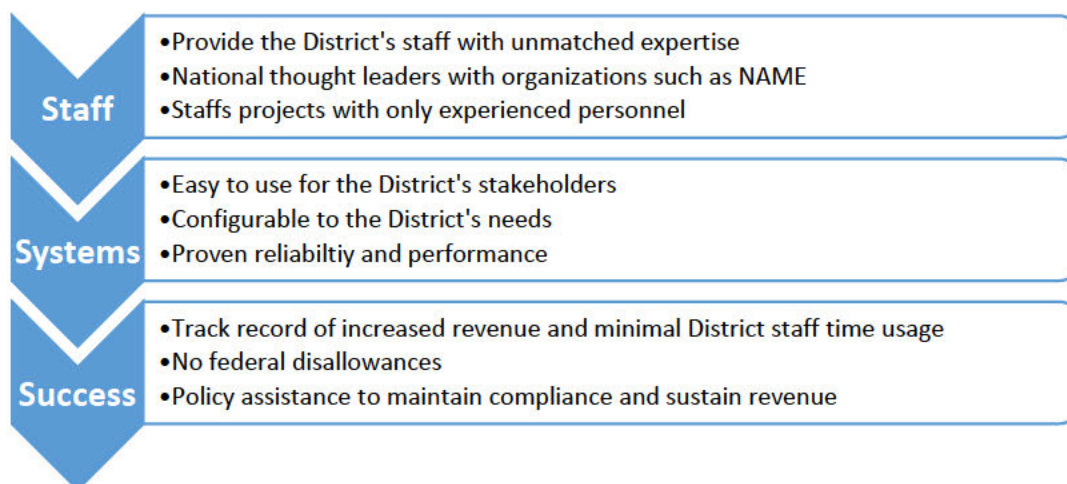 Staff
•Provide the District's staff with unmatched expertise
•National thought leaders with organizations such as NAME
•Staffs projects with only experienced personnel
Systems
•Easy to use for the District's stakeholders
•Configurable to the District's needs
•Proven reliabiltiy and performance
Success
•Track record of increased revenue and minimal District staff time usage
•No federal disallowances
•Policy assistance to maintain compliance and sustain revenue